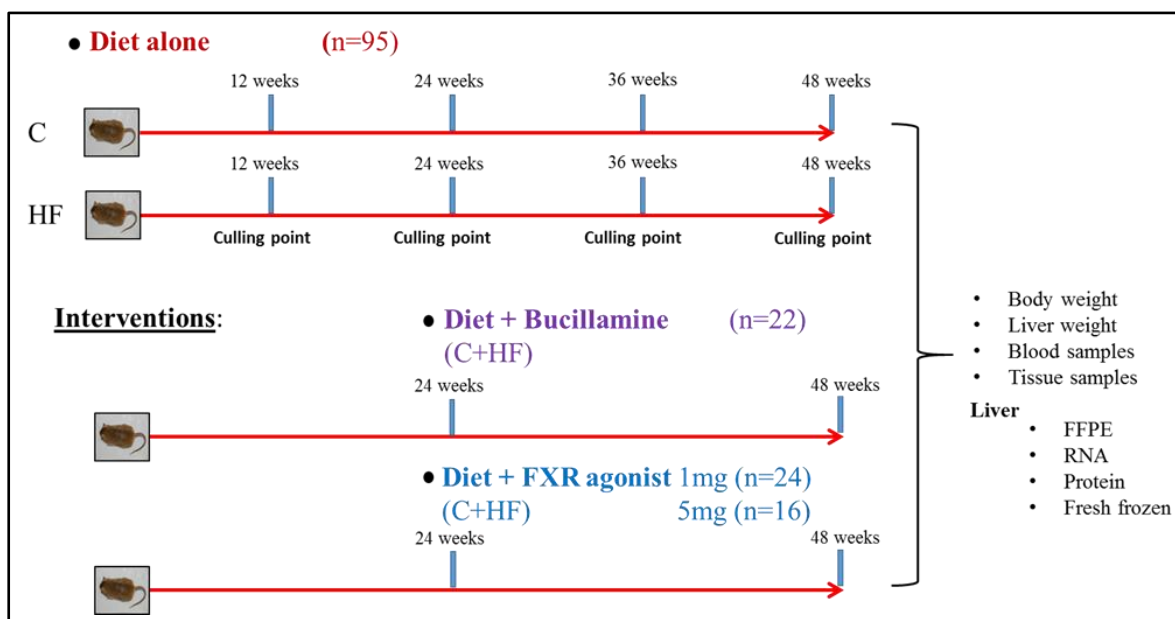 ● Diet alone (n=95)
12 weeks 24 weeks 36 weeks 48 weeks
C
12 weeks 24 weeks 36 weeks 48 weeks
HF
Culling point Culling point Culling point Culling point
Interventions:
● Diet + Bucillamine (n=22)
(C+HF)
24 weeks 48 weeks
● Diet + FXR agonist 1mg (n=24)
(C+HF) 5mg (n=16)
24 weeks 48 weeks
• Body weight
• Liver weight
• Blood samples
• Tissue samples
Liver
• FFPE
• RNA
• Protein
• Fresh frozen